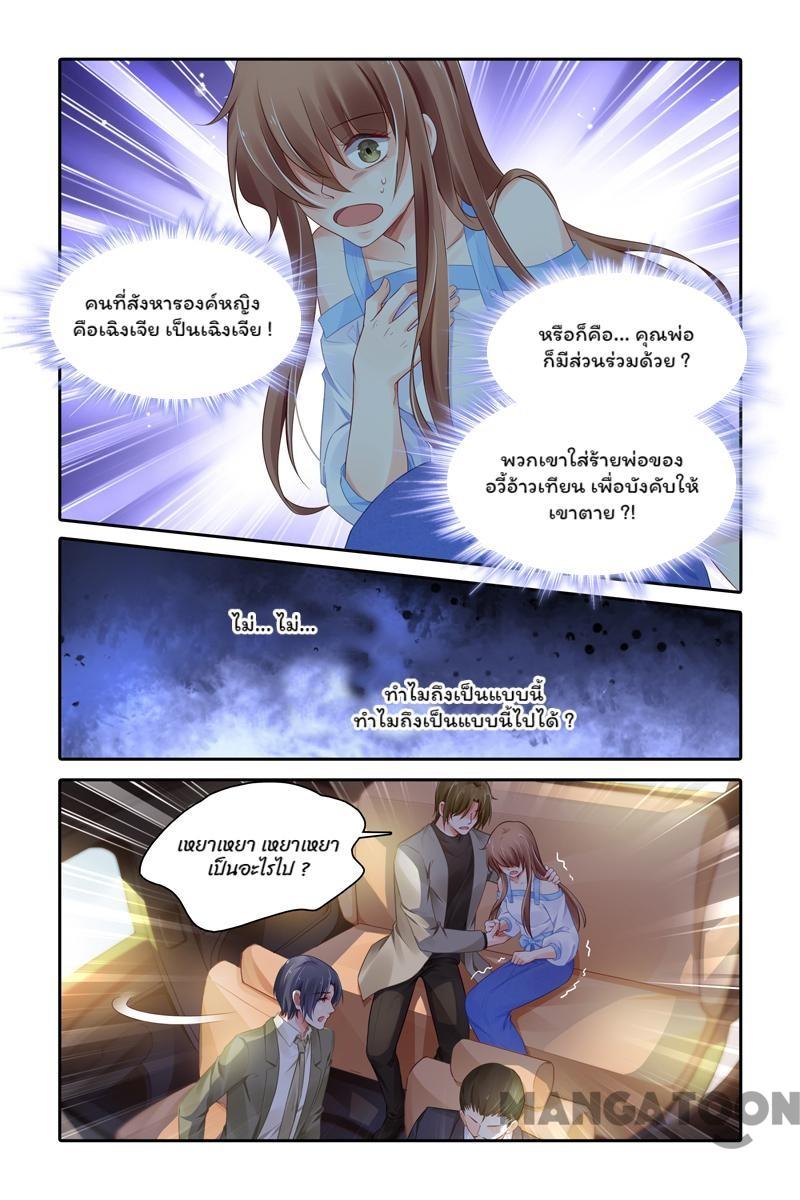 คนที่สังหารองค์หญิง
คือเฉิงเจีย เป็นเฉิงเจีย !
หรือก็คือ... คุณพ่อ
ก็มีส่วนร่วมด้วย ?
พวกเขาใส่ร้ายพ่อของ
อวี้อ้าวเทียน เพื่อบังคับให้
เขาตาย ?!
ไม่... ไม่...
ทำไมถึงเป็นแบบนี้
ทำไมถึงเป็นแบบนี้ไปได้ ?
เหยาเหยา เหยาเหยา
เป็นอะไรไป ?
MANGATOON